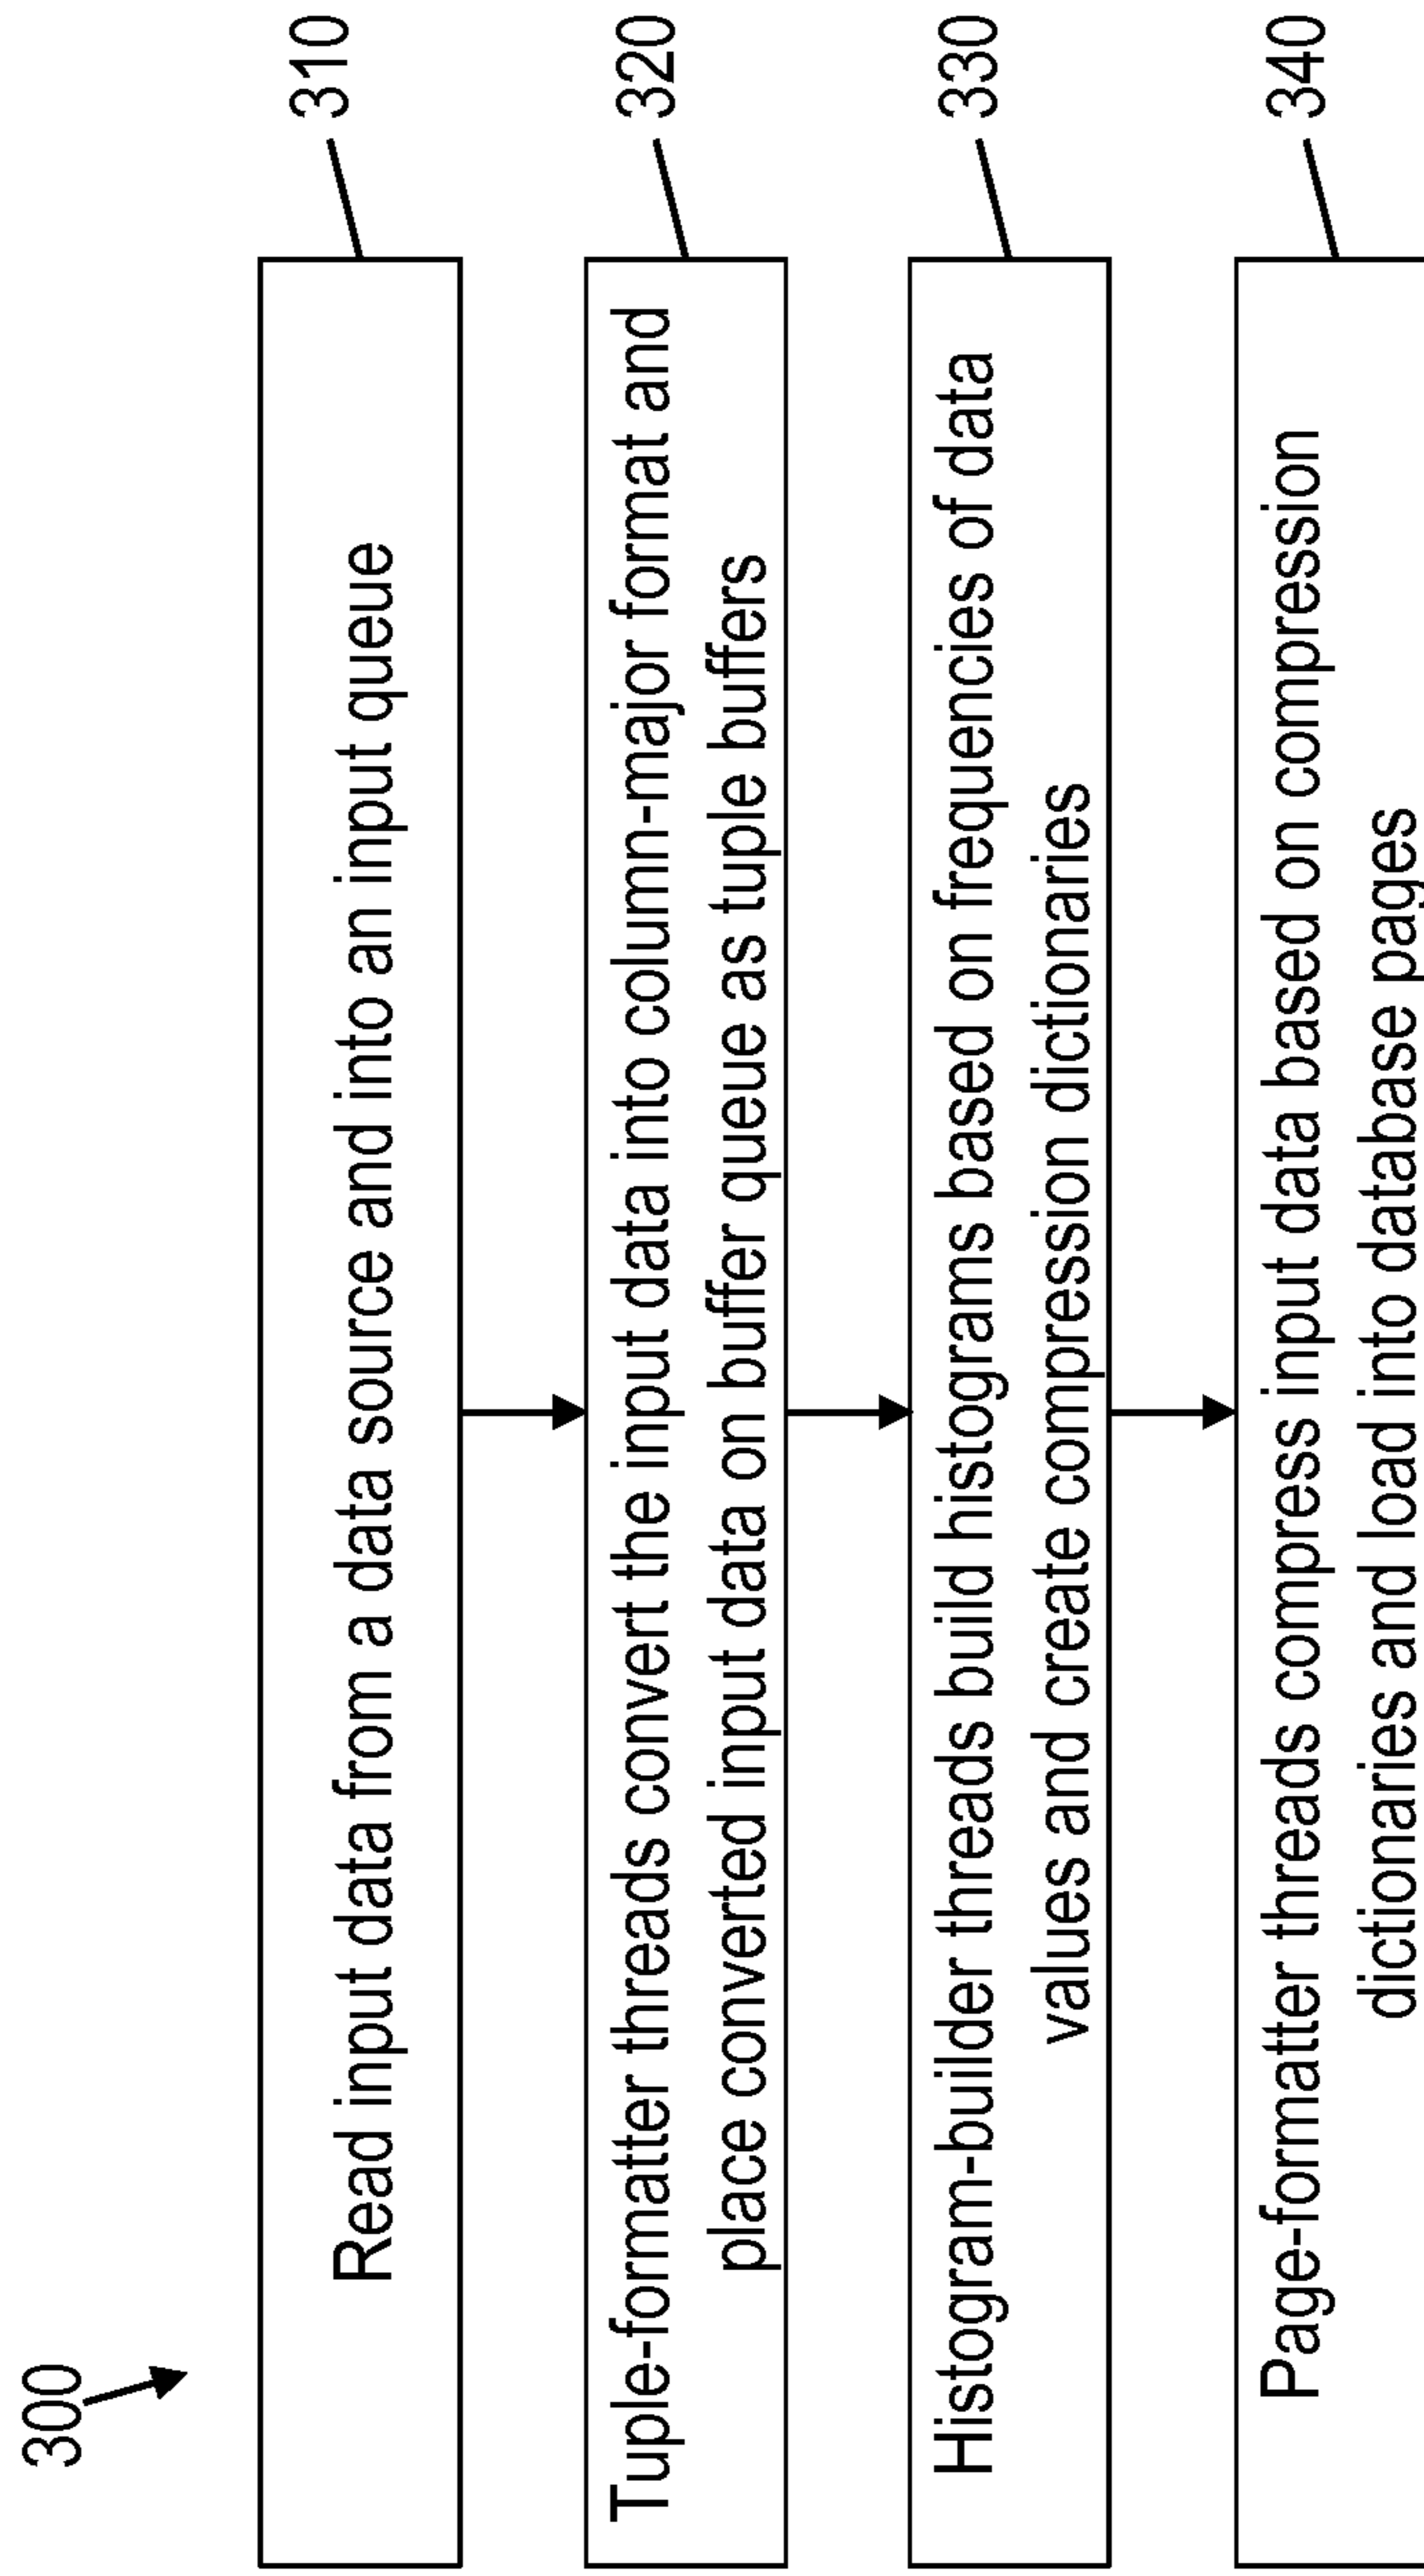 300
Read input data from a data source and into an input queue
310
Tuple-formatter threads convert the input data into column-major format and
place converted input data on buffer queue as tuple buffers
320
Histogram-builder threads build histograms based on frequencies of data
values and create compression dictionaries
330
Page-formatter threads compress input data based on compression
dictionaries and load into database pages
340